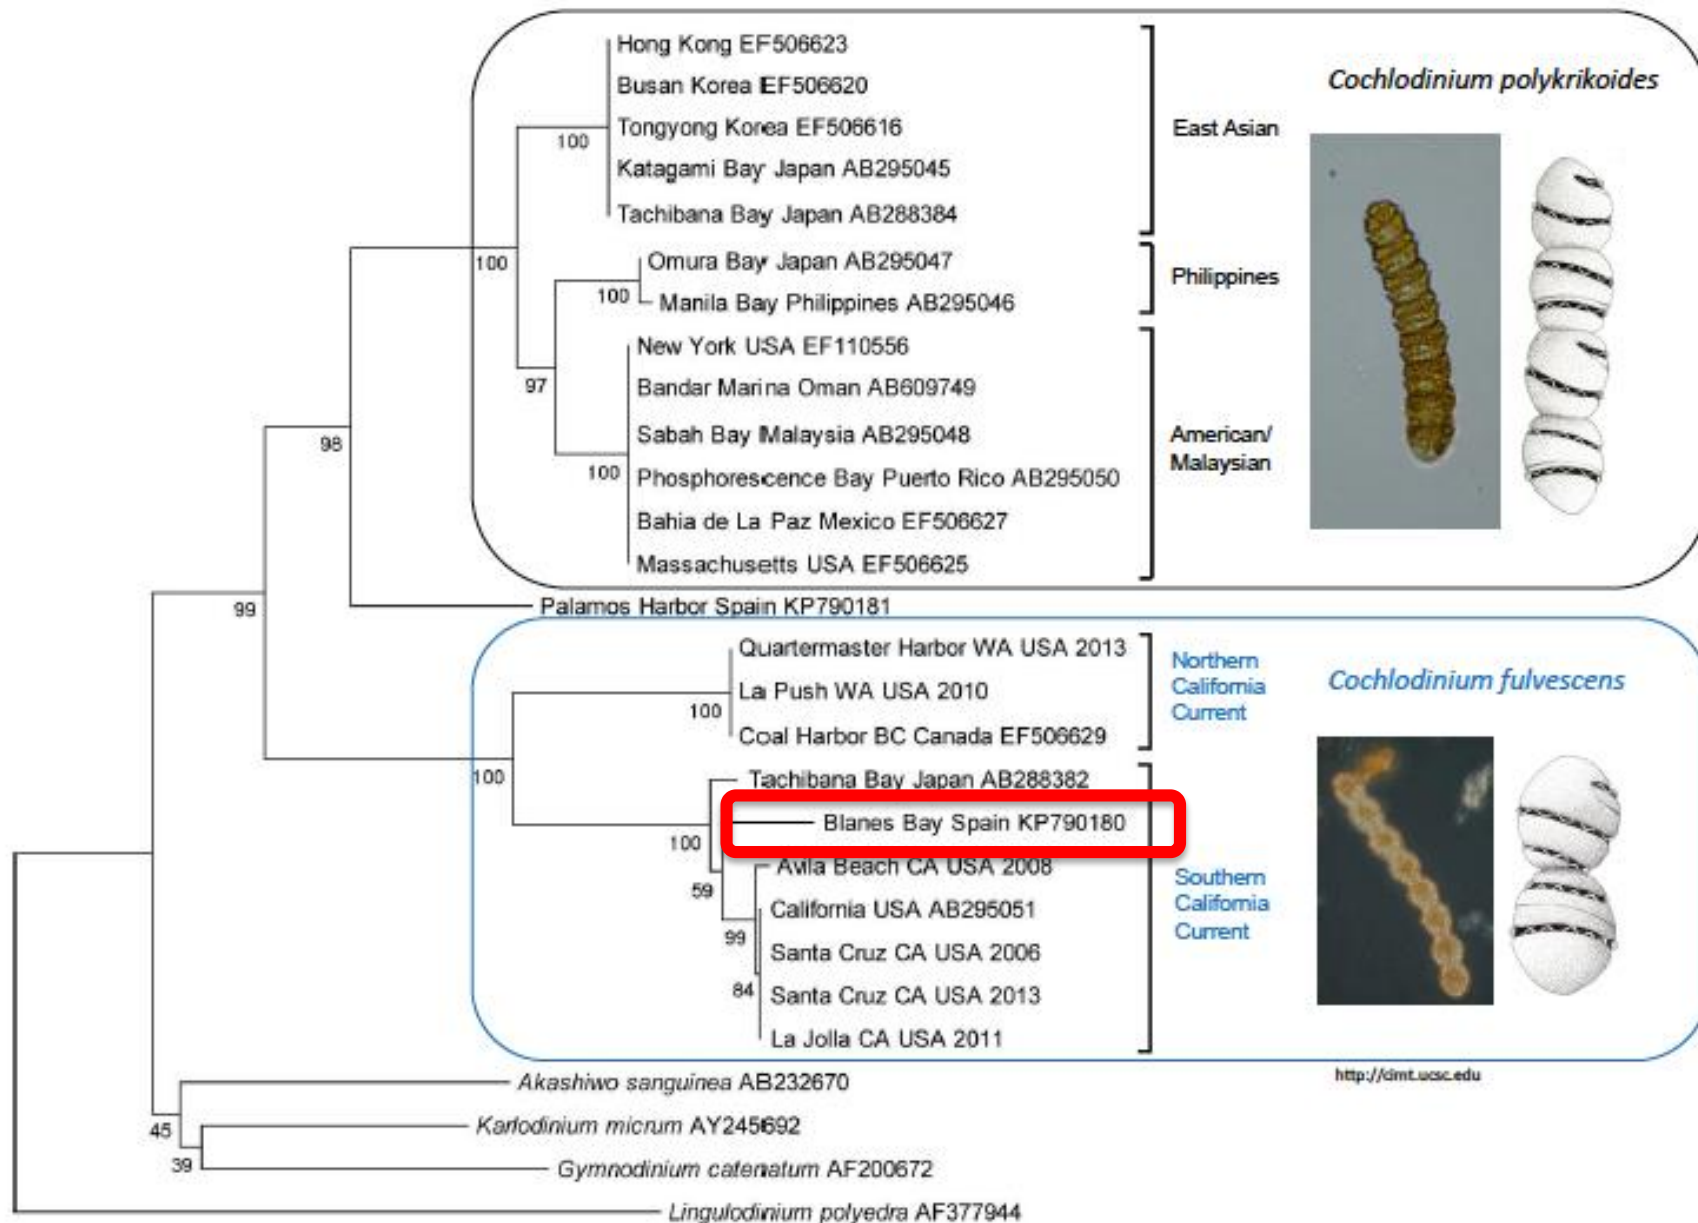 Hong Kong EF506623
Busan Korea EF506620
Tongyong Korea EF506616
Katagami Bay Japan AB295045
Tachibana Bay Japan AB288384
100
East Asian
Cochlodinium polykrikoides
100
Omura Bay Japan AB295047
Manila Bay Philippines AB295046
100
Philippines
97
New York USA EF110556
Bandar Marina Oman AB609749
Sabah Bay Malaysia AB295048
Phosphorescence Bay Puerto Rico AB295050
Bahia de La Paz Mexico EF506627
Massachusetts USA EF506625
100
American/
Malaysian
98
Palamos Harbor Spain KP790181
99
Quartermaster Harbor WA USA 2013
La Push WA USA 2010
Coal Harbor BC Canada EF506629
100
Northern
California
Current
Cochlodinium fulvescens
100
Tachibana Bay Japan AB288382
Blanes Bay Spain KP790180
100
Avila Beach CA USA 2008
59
California USA AB295051
99
Santa Cruz CA USA 2006
Santa Cruz CA USA 2013
84
La Jolla CA USA 2011
Southern
California
Current
http://cimt.ucsc.edu
Akashiwo sanguinea AB232670
45
Karlodinium micrum AY245692
39
Gymnodinium catenatum AF200672
Lingulodinium polyedra AF377944